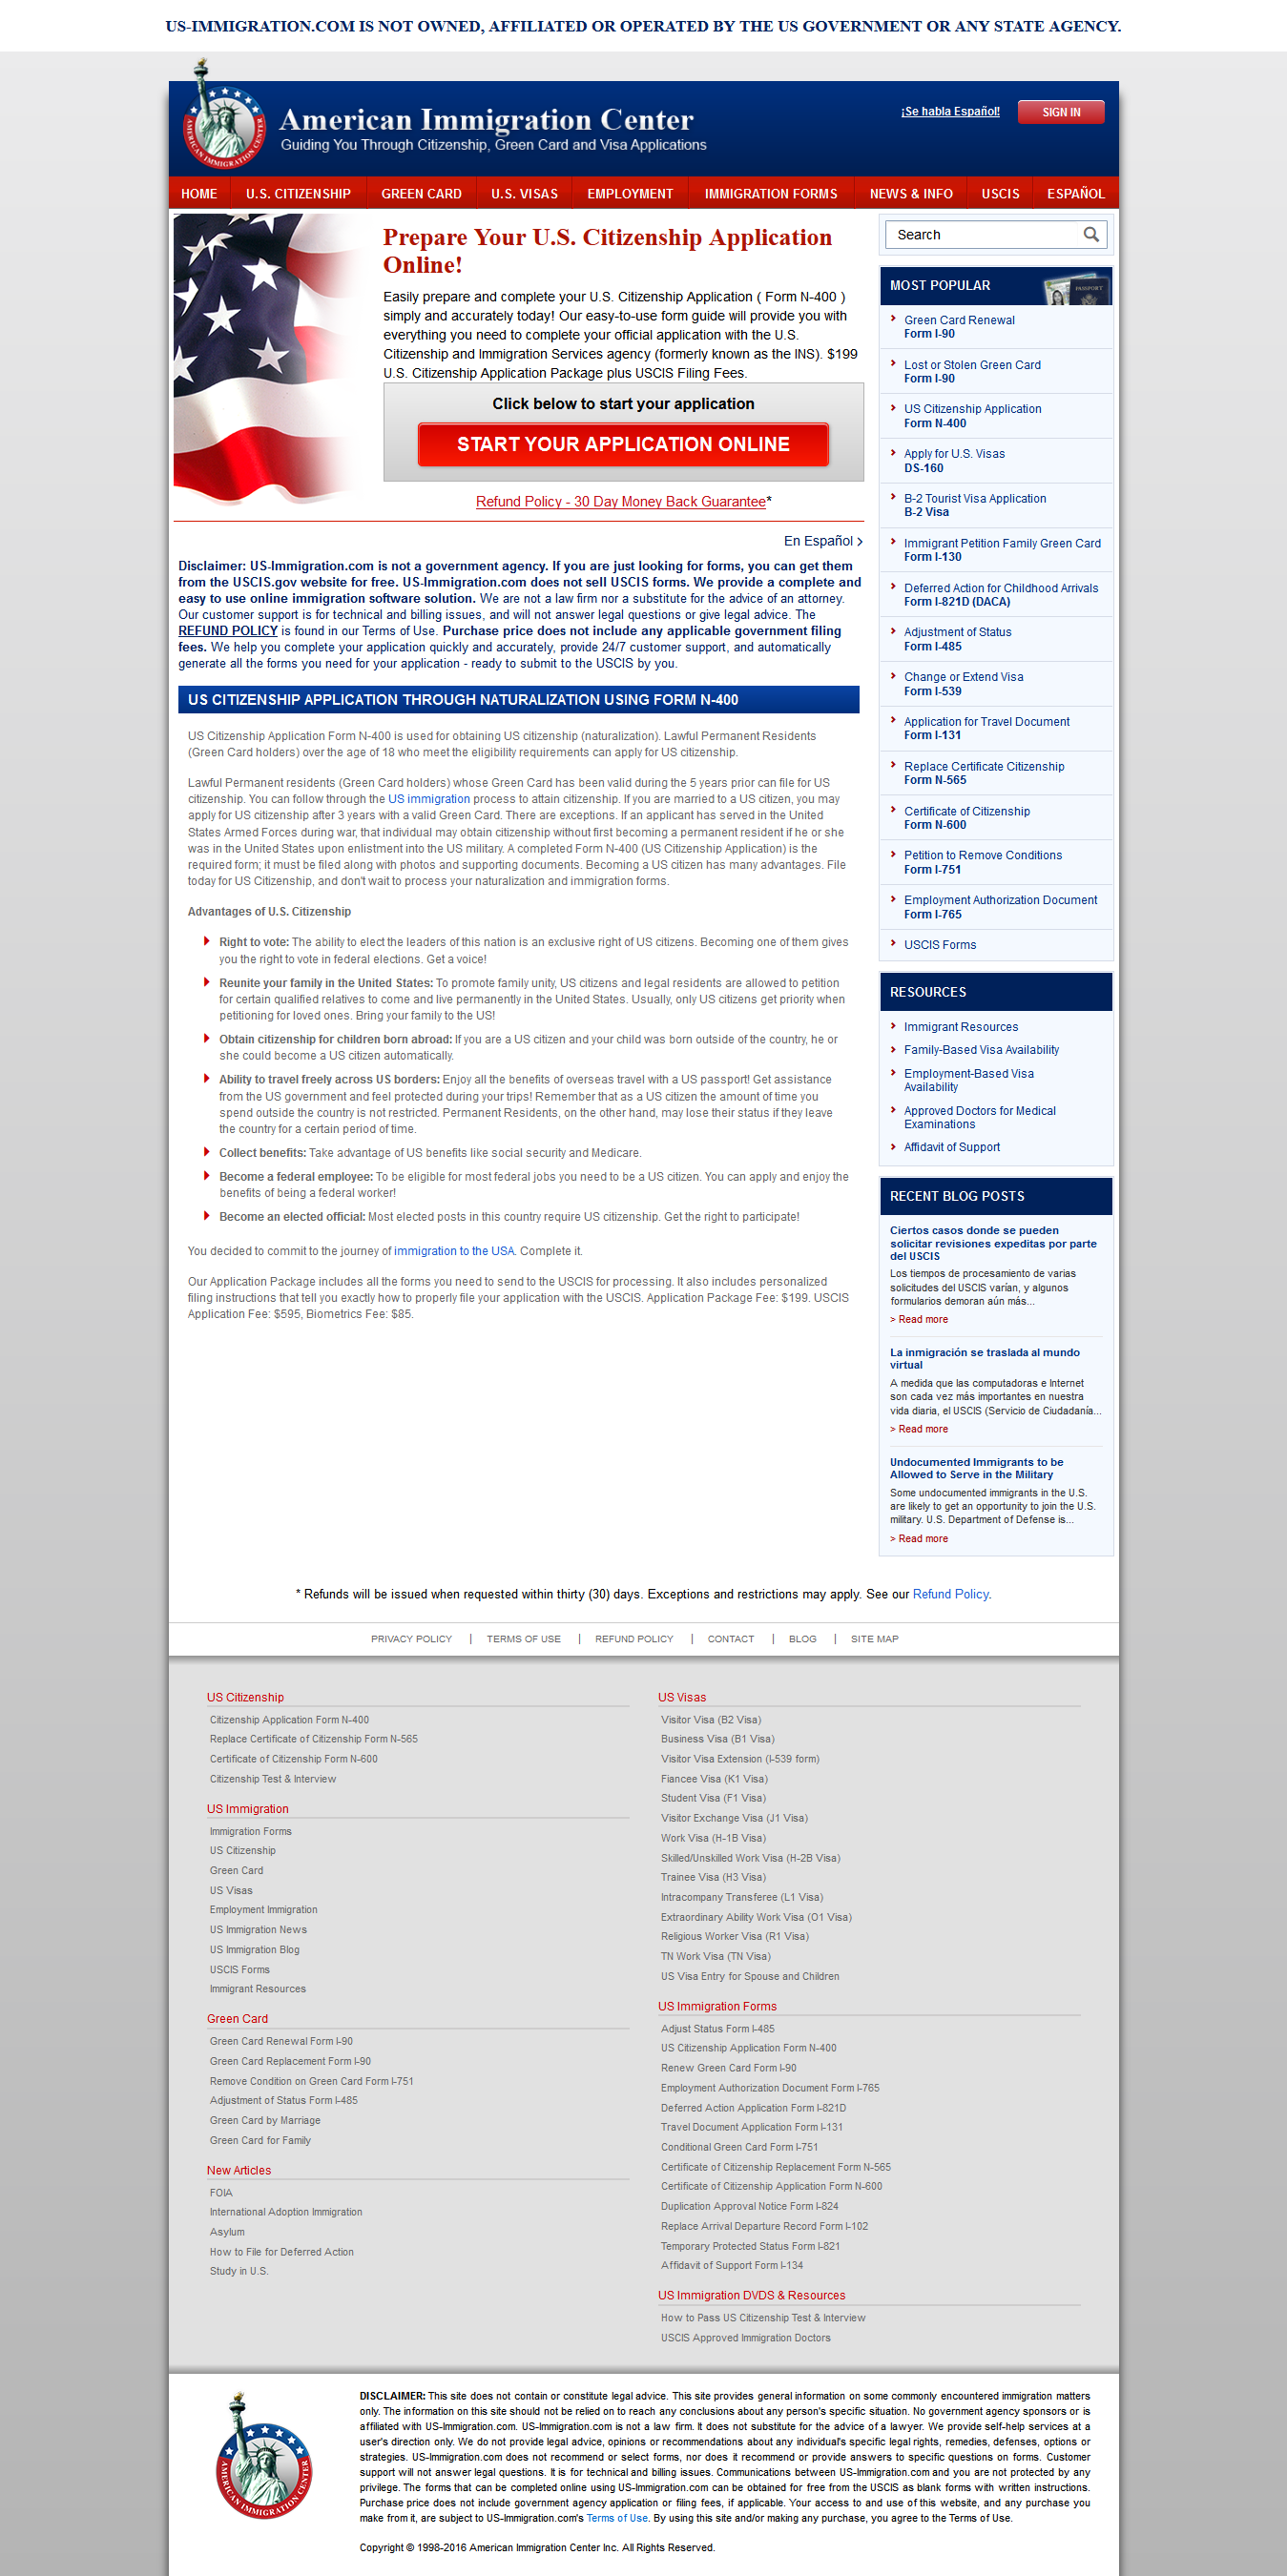 US-IMMIGRATION.COM IS NOT OWNED, AFFILIATED OR OPERATED BY THE US GOVERNMENT OR ANY STATE AGENCY.
AMERICAN IMMIGRATION CENTER
American Immigration Center
Guiding You Through Citizenship, Green Card and Visa Applications
¡Se habla Español!
SIGN IN
HOME
U.S. CITIZENSHIP
GREEN CARD
U.S. VISAS
EMPLOYMENT
IMMIGRATION FORMS
NEWS & INFO
USCIS
ESPAÑOL
Prepare Your U.S. Citizenship Application
Online!
Easily prepare and complete your U.S. Citizenship Application ( Form N-400 )
simply and accurately today! Our easy-to-use form guide will provide you with
everything you need to complete your official application with the U.S.
Citizenship and Immigration Services agency (formerly known as the INS). $199
U.S. Citizenship Application Package plus USCIS Filing Fees.
Click below to start your application
START YOUR APPLICATION ONLINE
Refund Policy - 30 Day Money Back Guarantee*
En Español
Disclaimer: US-Immigration.com is not a government agency. If you are just looking for forms, you can get them
from the USCIS.gov website for free. US-Immigration.com does not sell USCIS forms. We provide a complete and
easy to use online immigration software solution. We are not a law firm nor a substitute for the advice of an attorney.
Our customer support is for technical and billing issues, and will not answer legal questions or give legal advice. The
REFUND POLICY is found in our Terms of Use. Purchase price does not include any applicable government filing
fees. We help you complete your application quickly and accurately, provide 24/7 customer support, and automatically
generate all the forms you need for your application - ready to submit to the USCIS by you.
US CITIZENSHIP APPLICATION THROUGH NATURALIZATION USING FORM N-400
US Citizenship Application Form N-400 is used for obtaining US citizenship (naturalization). Lawful Permanent Residents
(Green Card holders) over the age of 18 who meet the eligibility requirements can apply for US citizenship.
Lawful Permanent residents (Green Card holders) whose Green Card has been valid during the 5 years prior can file for US
citizenship. You can follow through the US immigration process to attain citizenship. If you are married to a US citizen, you may
apply for US citizenship after 3 years with a valid Green Card. There are exceptions. If an applicant has served in the United
States Armed Forces during war, that individual may obtain citizenship without first becoming a permanent resident if he or she
was in the United States upon enlistment into the US military. A completed Form N-400 (US Citizenship Application) is the
required form; it must be filed along with photos and supporting documents. Becoming a US citizen has many advantages. File
today for US Citizenship, and don't wait to process your naturalization and immigration forms.
Advantages of U.S. Citizenship
Right to vote: The ability to elect the leaders of this nation is an exclusive right of US citizens. Becoming one of them gives
you the right to vote in federal elections. Get a voice!
Reunite your family in the United States: To promote family unity, US citizens and legal residents are allowed to petition
for certain qualified relatives to come and live permanently in the United States. Usually, only US citizens get priority when
petitioning for loved ones. Bring your family to the US!
Obtain citizenship for children born abroad: If you are a US citizen and your child was born outside of the country, he or
she could become a US citizen automatically.
Ability to travel freely across US borders: Enjoy all the benefits of overseas travel with a US passport! Get assistance
from the US government and feel protected during your trips! Remember that as a US citizen the amount of time you
spend outside the country is not restricted. Permanent Residents, on the other hand, may lose their status if they leave
the country for a certain period of time.
Collect benefits: Take advantage of US benefits like social security and Medicare.
Become a federal employee: To be eligible for most federal jobs you need to be a US citizen. You can apply and enjoy the
benefits of being a federal worker!
Become an elected official: Most elected posts in this country require US citizenship. Get the right to participate!
You decided to commit to the journey of immigration to the USA. Complete it.
Our Application Package includes all the forms you need to send to the USCIS for processing. It also includes personalized
filing instructions that tell you exactly how to properly file your application with the USCIS. Application Package Fee: $199. USCIS
Application Fee: $595, Biometrics Fee: $85.
Search
MOST POPULAR
PASSPORT
Green Card Renewal
Form I-90
Lost or Stolen Green Card
Form I-90
US Citizenship Application
Form N-400
Apply for U.S. Visas
DS-160
B-2 Tourist Visa Application
B-2 Visa
Immigrant Petition Family Green Card
Form I-130
Deferred Action for Childhood Arrivals
Form I-821D (DACA)
Adjustment of Status
Form I-485
Change or Extend Visa
Form I-539
Application for Travel Document
Form I-131
Replace Certificate Citizenship
Form N-565
Certificate of Citizenship
Form N-600
Petition to Remove Conditions
Form I-751
Employment Authorization Document
Form I-765
USCIS Forms
RESOURCES
Immigrant Resources
Family-Based Visa Availability
Employment-Based Visa
Availability
Approved Doctors for Medical
Examinations
Affidavit of Support
RECENT BLOG POSTS
Ciertos casos donde se pueden
solicitar revisiones expeditas por parte
del USCIS
Los tiempos de procesamiento de varias
solicitudes del USCIS varían, y algunos
formularios demoran aún más...
> Read more
La inmigración se traslada al mundo
virtual
A medida que las computadoras e Internet
son cada vez más importantes en nuestra
vida diaria, el USCIS (Servicio de Ciudadanía...
> Read more
Undocumented Immigrants to be
Allowed to Serve in the Military
Some undocumented immigrants in the U.S.
are likely to get an opportunity to join the U.S.
military. U.S. Department of Defense is...
> Read more
* Refunds will be issued when requested within thirty (30) days. Exceptions and restrictions may apply. See our Refund Policy.
PRIVACY POLICY | TERMS OF USE | REFUND POLICY | CONTACT | BLOG | SITE MAP
US Citizenship
Citizenship Application Form N-400
Replace Certificate of Citizenship Form N-565
Certificate of Citizenship Form N-600
Citizenship Test & Interview
US Immigration
Immigration Forms
US Citizenship
Green Card
US Visas
Employment Immigration
US Immigration News
US Immigration Blog
USCIS Forms
Immigrant Resources
Green Card
Green Card Renewal Form I-90
Green Card Replacement Form I-90
Remove Condition on Green Card Form I-751
Adjustment of Status Form I-485
Green Card by Marriage
Green Card for Family
New Articles
FOIA
International Adoption Immigration
Asylum
How to File for Deferred Action
Study in U.S.
US Visas
Visitor Visa (B2 Visa)
Business Visa (B1 Visa)
Visitor Visa Extension (I-539 form)
Fiancee Visa (K1 Visa)
Student Visa (F1 Visa)
Visitor Exchange Visa (J1 Visa)
Work Visa (H-1B Visa)
Skilled/Unskilled Work Visa (H-2B Visa)
Trainee Visa (H3 Visa)
Intracompany Transferee (L1 Visa)
Extraordinary Ability Work Visa (O1 Visa)
Religious Worker Visa (R1 Visa)
TN Work Visa (TN Visa)
US Visa Entry for Spouse and Children
US Immigration Forms
Adjust Status Form I-485
US Citizenship Application Form N-400
Renew Green Card Form I-90
Employment Authorization Document Form I-765
Deferred Action Application Form I-821D
Travel Document Application Form I-131
Conditional Green Card Form I-751
Certificate of Citizenship Replacement Form N-565
Certificate of Citizenship Application Form N-600
Duplication Approval Notice Form I-824
Replace Arrival Departure Record Form I-102
Temporary Protected Status Form I-821
Affidavit of Support Form I-134
US Immigration DVDS & Resources
How to Pass US Citizenship Test & Interview
USCIS Approved Immigration Doctors
AMERICAN IMMIGRATION CENTER
DISCLAIMER: This site does not contain or constitute legal advice. This site provides general information on some commonly encountered immigration matters
only. The information on this site should not be relied on to reach any conclusions about any person's specific situation. No government agency sponsors or is
affiliated with US-Immigration.com. US-Immigration.com is not a law firm. It does not substitute for the advice of a lawyer. We provide self-help services at a
user's direction only. We do not provide legal advice, opinions or recommendations about any individual's specific legal rights, remedies, defenses, options or
strategies. US-Immigration.com does not recommend or select forms, nor does it recommend or provide answers to specific questions on forms. Customer
support will not answer legal questions. It is for technical and billing issues. Communications between US-Immigration.com and you are not protected by any
privilege. The forms that can be completed online using US-Immigration.com can be obtained for free from the USCIS as blank forms with written instructions.
Purchase price does not include government agency application or filing fees, if applicable. Your access to and use of this website, and any purchase you
make from it, are subject to US-Immigration.com's Terms of Use. By using this site and/or making any purchase, you agree to the Terms of Use.
Copyright © 1998-2016 American Immigration Center Inc. All Rights Reserved.